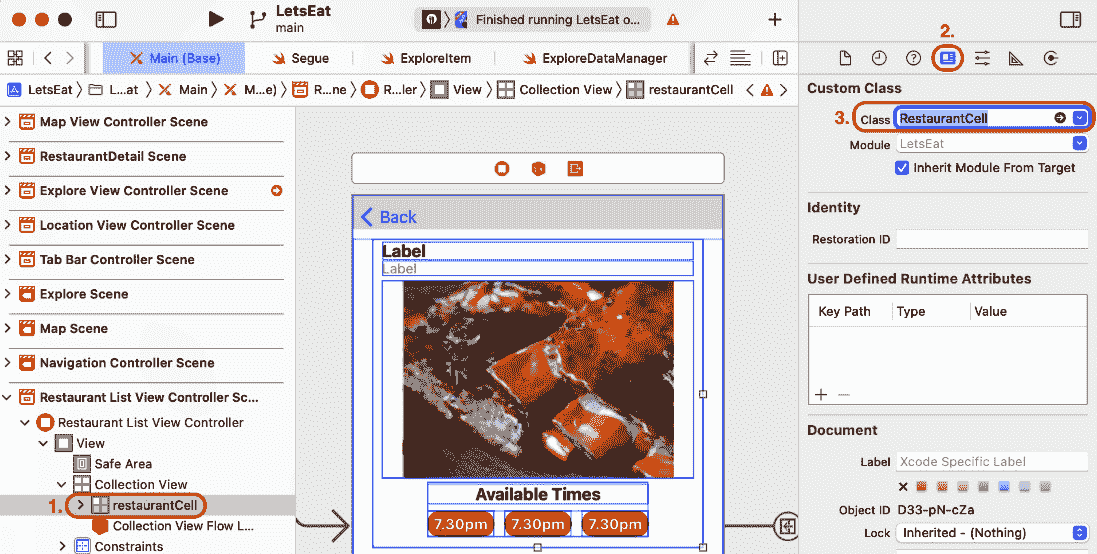 LetsEat
main
Finished running LetsEat o...
Main (Base)
Segue
ExploreItem
ExploreDataManager
LetsEat
L...at
Main
M...e)
R...ne
R...ler
View
Collection View
restaurantCell
Map View Controller Scene
RestaurantDetail Scene
Explore View Controller Scene
Location View Controller Scene
Tab Bar Controller Scene
Explore Scene
Map Scene
Navigation Controller Scene
Restaurant List View Controller Sc...
Restaurant List View Controller
View
Safe Area
Collection View
1.
restaurantCell
Collection View Flow L...
Constraints
Back
Label
Label
Available Times
7.30pm 7.30pm 7.30pm
2.
Custom Class
3.
Class RestaurantCell
Module LetsEat
Inherit Module From Target
Identity
Restoration ID
User Defined Runtime Attributes
Key Path Type Value
Document
Label Xcode Specific Label
Object ID D33-pN-cZa
Lock Inherited - (Nothing)